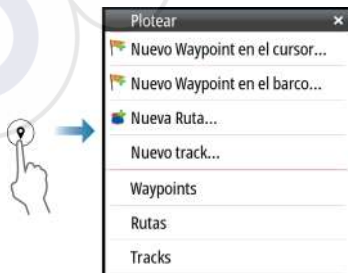 Plotear
Nuevo Waypoint en el cursor...
Nuevo Waypoint en el barco...
Nueva Ruta...
Nuevo track...
Waypoints
Rutas
Tracks